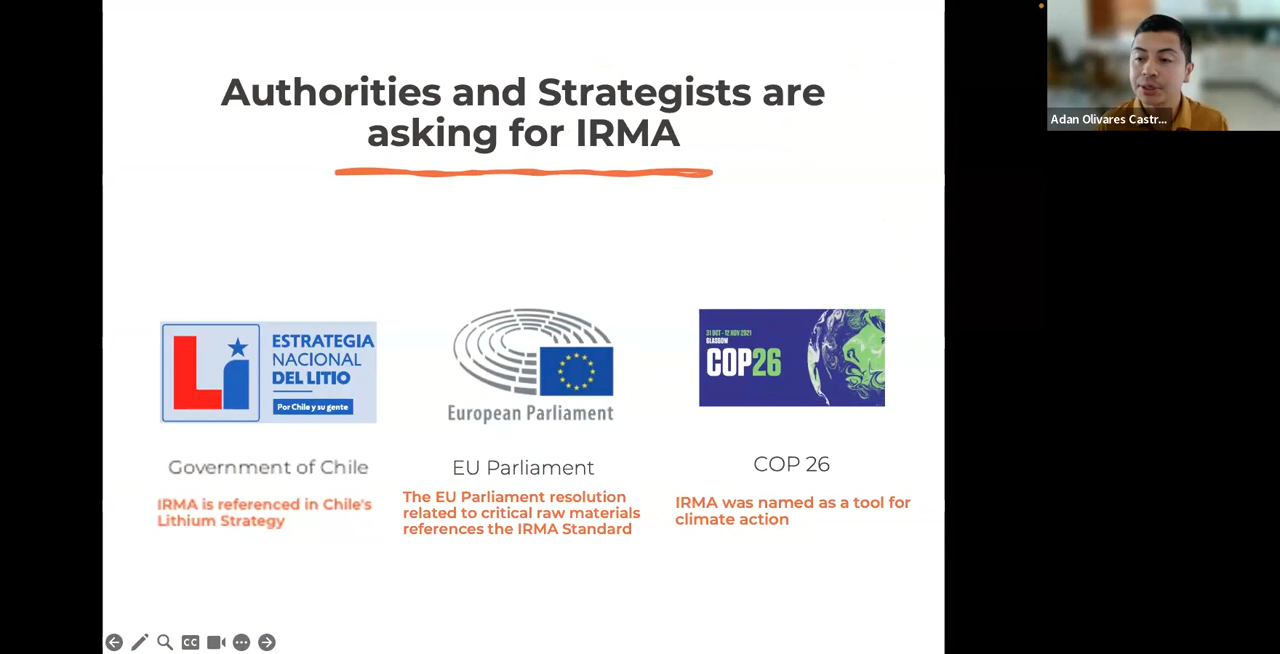 Authorities and Strategists are
asking for IRMA
Adan Olivares Castr...
Li
ESTRATEGIA
NACIONAL
DEL LITIO
Por Chile y su gente
European Parliament
31 OCT - 12 NOV 2021
GLASGOW
COP26
Government of Chile
IRMA is referenced in Chile's
Lithium Strategy
EU Parliament
The EU Parliament resolution
related to critical raw materials
references the IRMA Standard
COP 26
IRMA was named as a tool for
climate action
CC